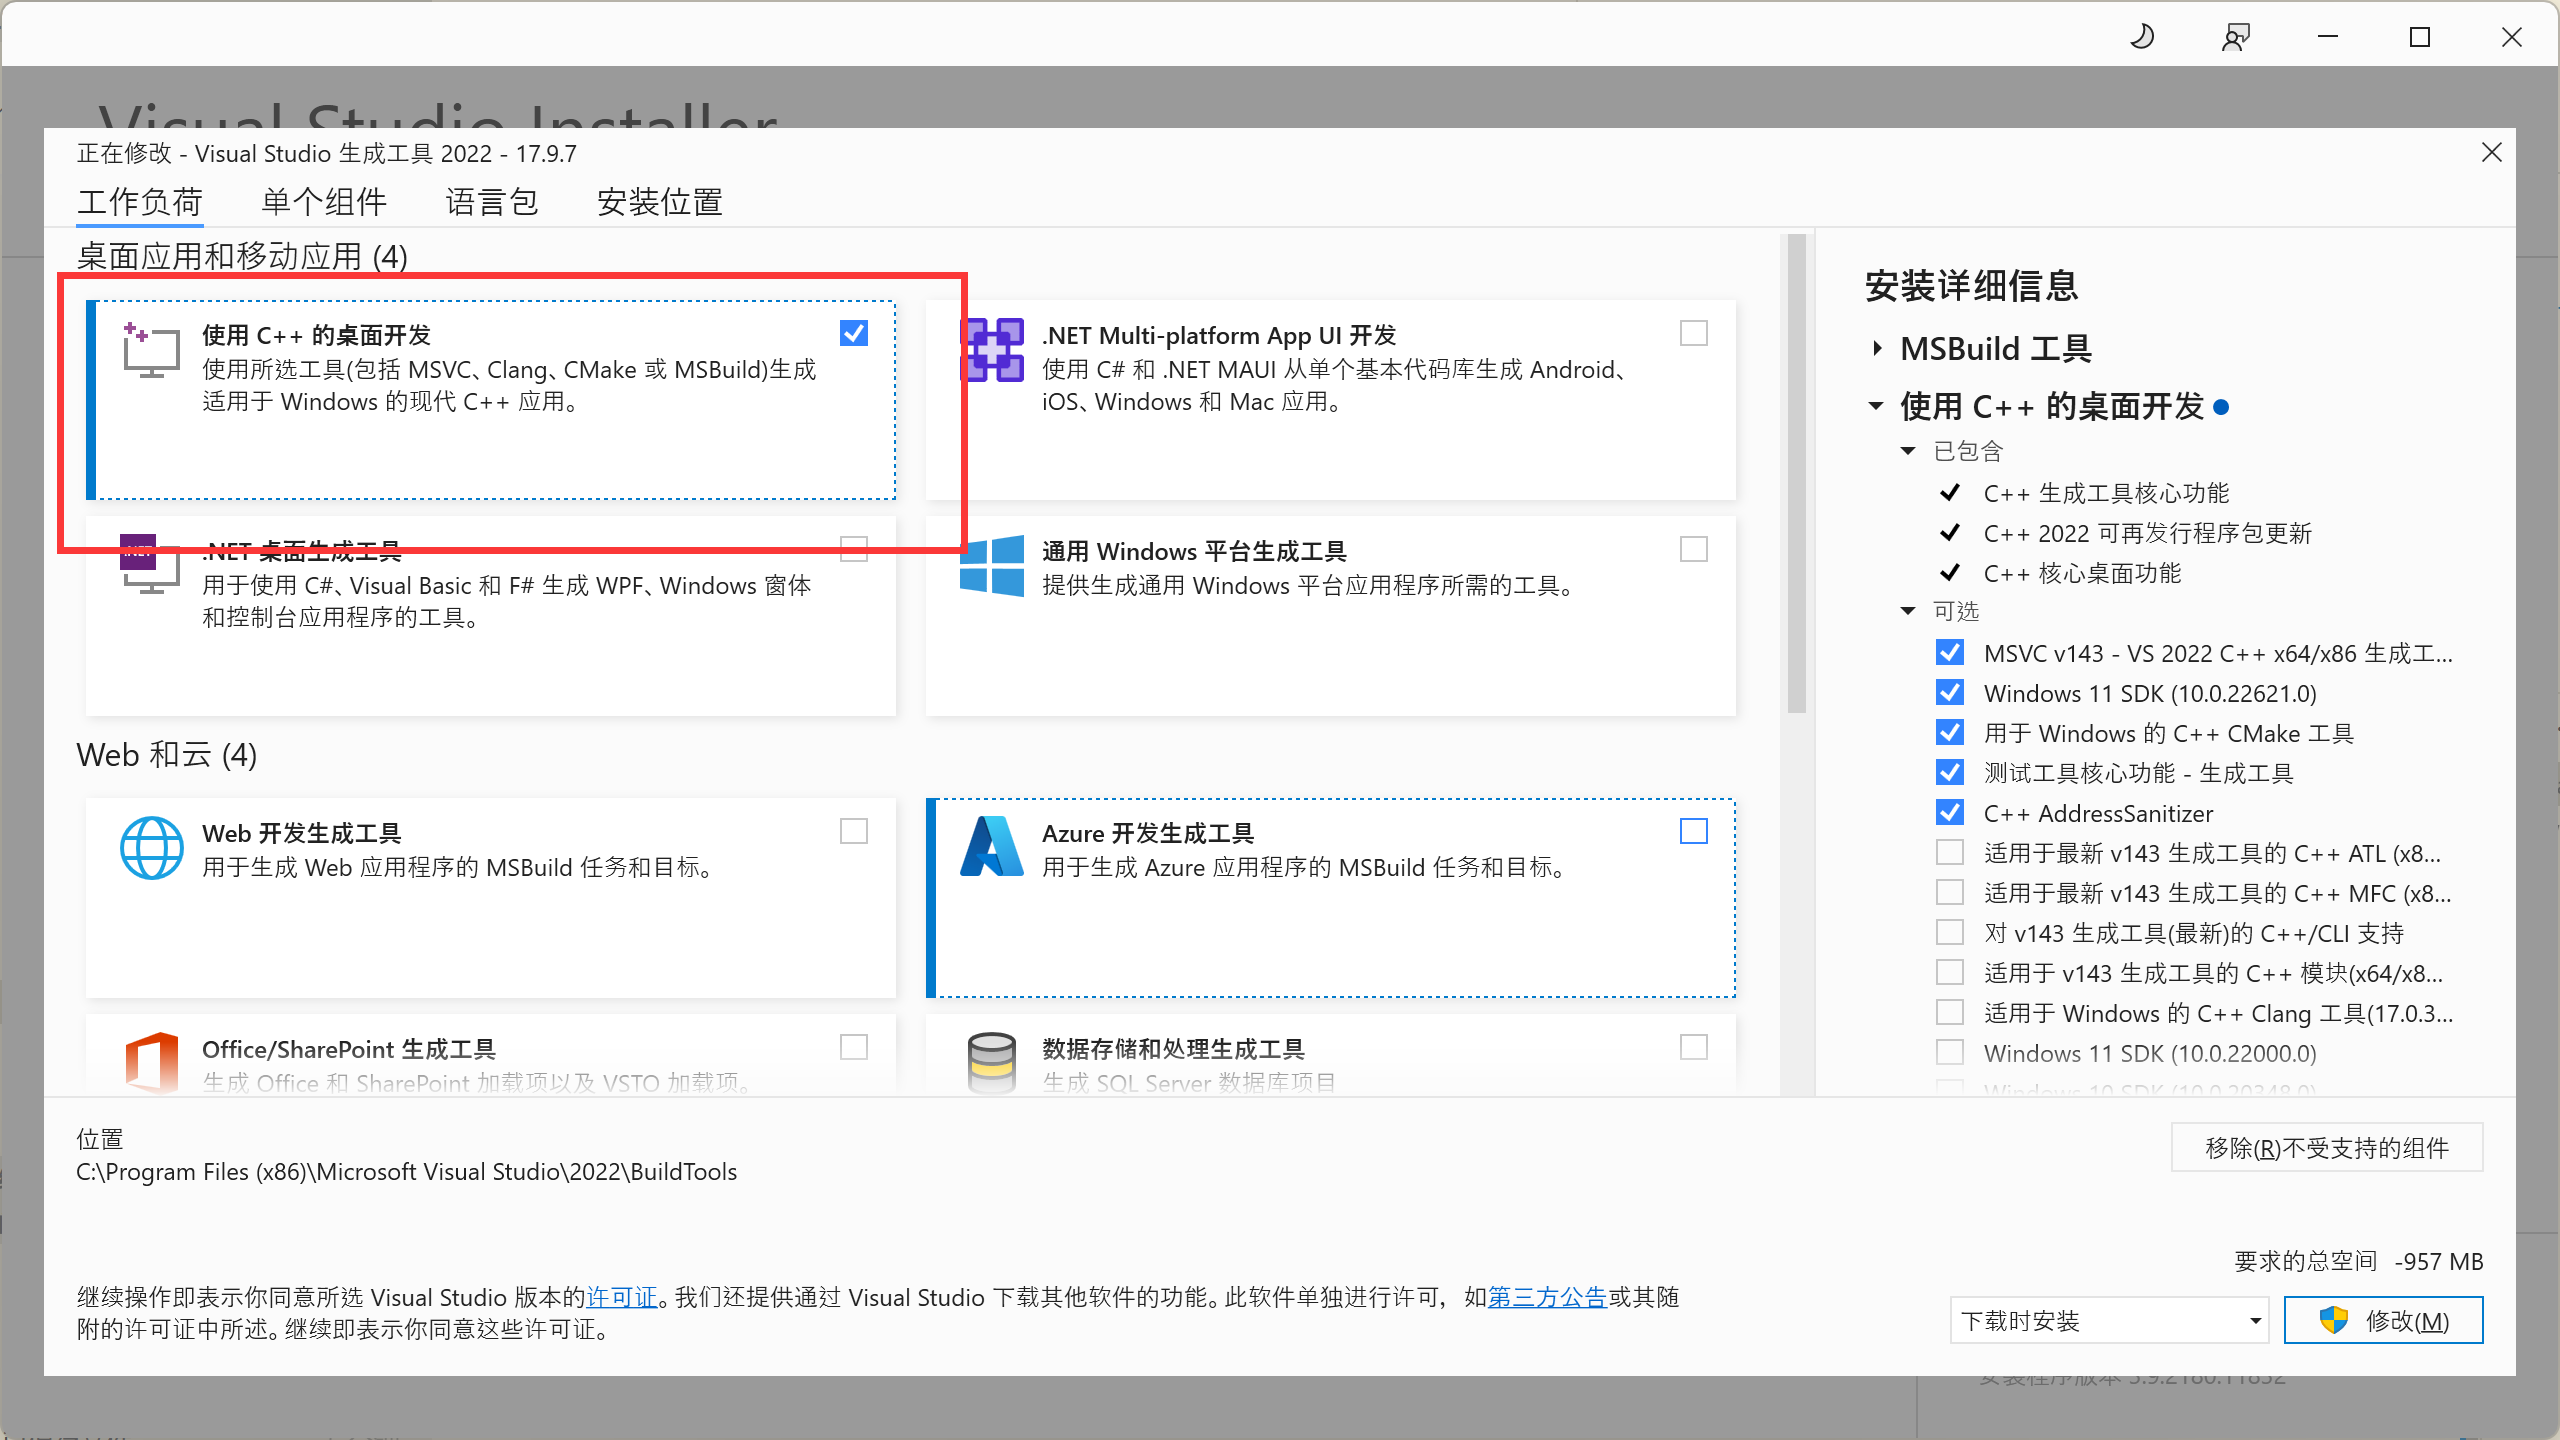 Visual Studio Installer
正在修改 - Visual Studio 生成工具 2022 - 17.9.7
工作负荷 单个组件 语言包 安装位置
桌面应用和移动应用 (4)
使用 C++ 的桌面开发
使用所选工具(包括 MSVC、Clang、CMake 或 MSBuild)生成
适用于 Windows 的现代 C++ 应用。
.NET Multi-platform App UI 开发
使用 C# 和 .NET MAUI 从单个基本代码库生成 Android、
iOS、Windows 和 Mac 应用。
.NET 桌面生成工具
用于使用 C#、Visual Basic 和 F# 生成 WPF、Windows 窗体
和控制台应用程序的工具。
通用 Windows 平台生成工具
提供生成通用 Windows 平台应用程序所需的工具。
Web 和云 (4)
Web 开发生成工具
用于生成 Web 应用程序的 MSBuild 任务和目标。
Azure 开发生成工具
用于生成 Azure 应用程序的 MSBuild 任务和目标。
Office/SharePoint 生成工具
生成 Office 和 SharePoint 加载项以及 VSTO 加载项。
数据存储和处理生成工具
生成 SQL Server 数据库项目
安装详细信息
MSBuild 工具
使用 C++ 的桌面开发
已包含
C++ 生成工具核心功能
C++ 2022 可再发行程序包更新
C++ 核心桌面功能
可选
MSVC v143 - VS 2022 C++ x64/x86 生成工...
Windows 11 SDK (10.0.22621.0)
用于 Windows 的 C++ CMake 工具
测试工具核心功能 - 生成工具
C++ AddressSanitizer
适用于最新 v143 生成工具的 C++ ATL (x8...
适用于最新 v143 生成工具的 C++ MFC (x8...
对 v143 生成工具(最新)的 C++/CLI 支持
适用于 v143 生成工具的 C++ 模块(x64/x8...
适用于 Windows 的 C++ Clang 工具(17.0.3...
Windows 11 SDK (10.0.22000.0)
Windows 10 SDK (10.0.20348.0)
位置
C:\Program Files (x86)\Microsoft Visual Studio\2022\BuildTools
移除(R)不受支持的组件
要求的总空间 -957 MB
继续操作即表示你同意所选 Visual Studio 版本的许可证。我们还提供通过 Visual Studio 下载其他软件的功能。此软件单独进行许可，如第三方公告或其随
附的许可证中所述。继续即表示你同意这些许可证。
下载时安装
修改(M)
安装程序版本 3.9.2180.11832